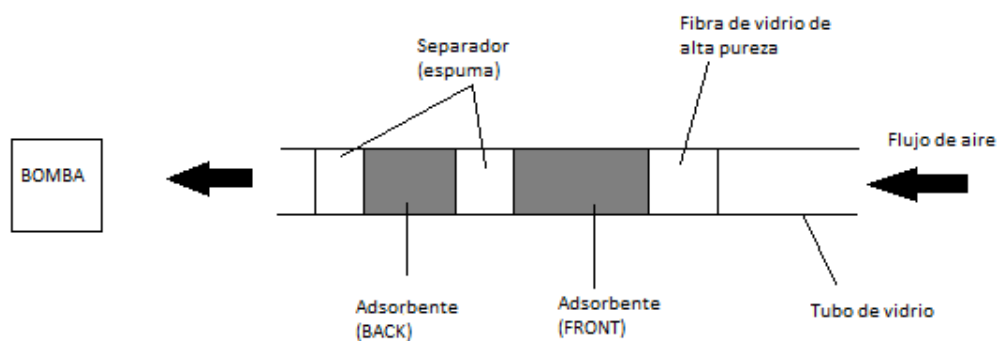 Fibra de vidrio de
alta pureza
Separador
(espuma)
Flujo de aire
BOMBA
Adsorbente
(BACK)
Adsorbente
(FRONT)
Tubo de vidrio